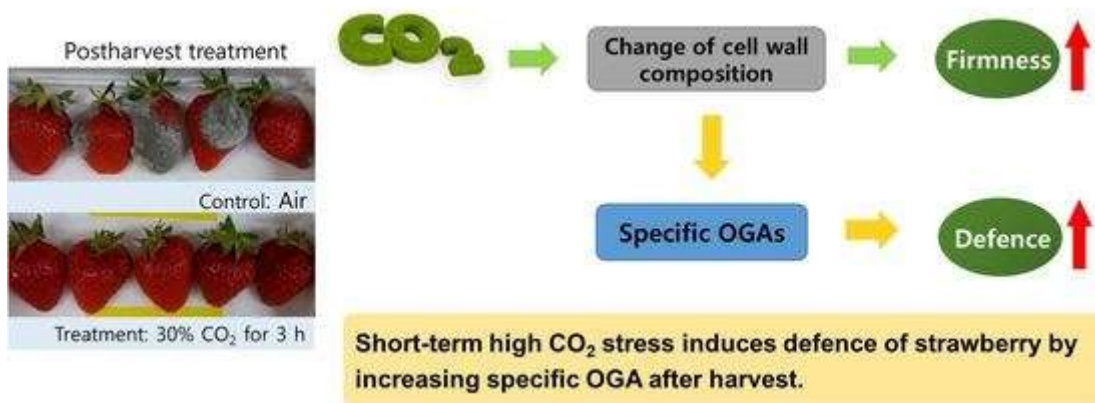 Postharvest treatment
Control: Air
Treatment: 30% CO₂ for 3 h
CO₂
Change of cell wall
composition
Firmness
Specific OGAs
Defence
Short-term high CO₂ stress induces defence of strawberry by
increasing specific OGA after harvest.